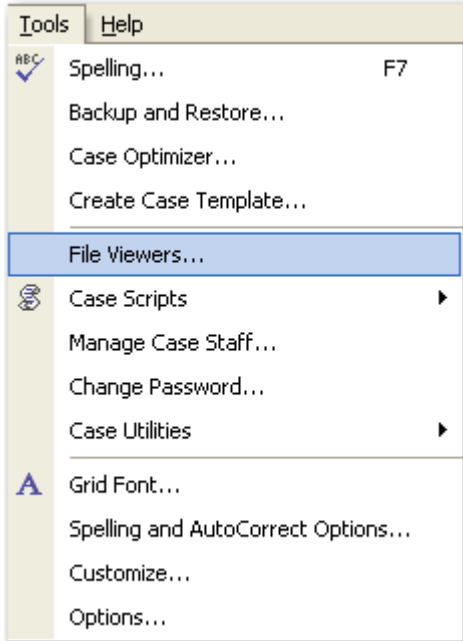 Tools Help
ABC Spelling... F7
Backup and Restore...
Case Optimizer...
Create Case Template...
File Viewers...
Case Scripts
Manage Case Staff...
Change Password...
Case Utilities
A Grid Font...
Spelling and AutoCorrect Options...
Customize...
Options...